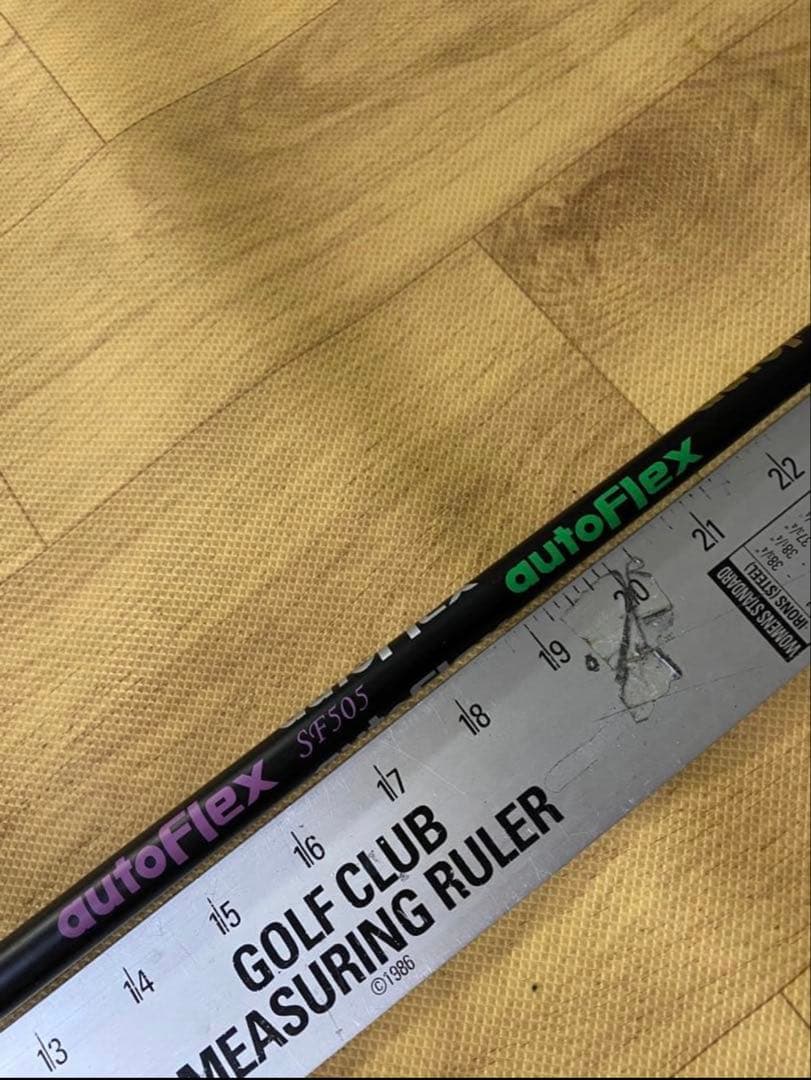 autoFlex
SF505
autoFlex
autoFlex
13
14
15
16
17
18
19
20
21
22
GOLF CLUB
MEASURING RULER
©1986
WOMENS STANDARD
IRONS (STEEL)